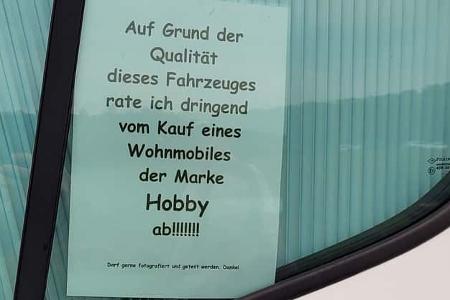 Auf Grund der
Qualität
dieses Fahrzeuges
rate ich dringend
vom Kauf eines
Wohnmobiles
der Marke
Hobby
ab!!!!!!!
Darf gerne fotografiert und geteilt werden. Danke!